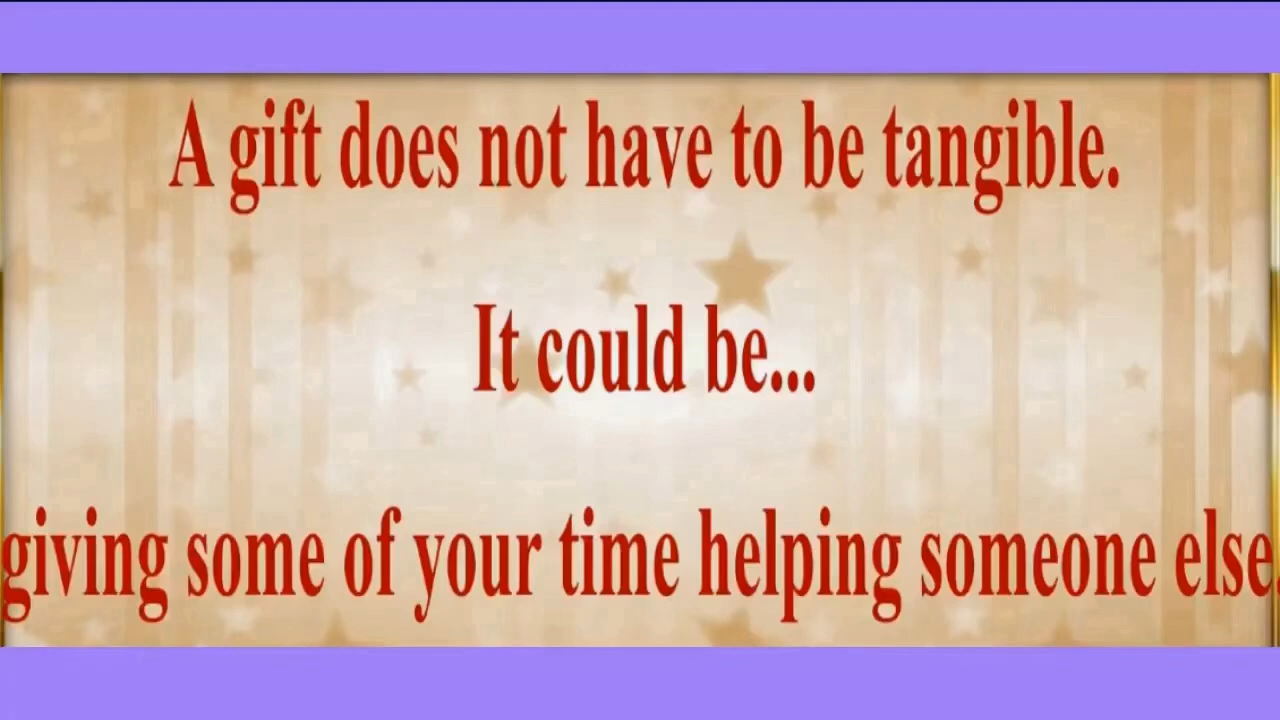 A gift does not have to be tangible.
It could be...
giving some of your time helping someone else.